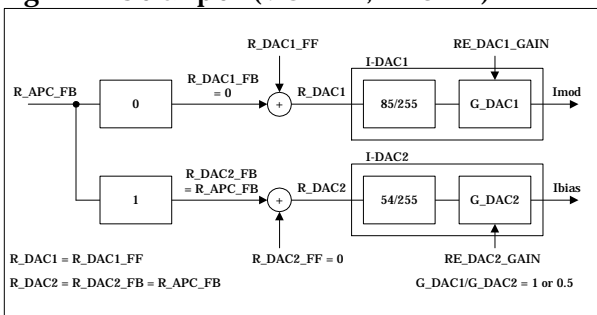 R_DAC1_FF
RE_DAC1_GAIN
I-DAC1
R_APC_FB
0
R_DAC1_FB
= 0
+
R_DAC1
85/255
G_DAC1
Imod
I-DAC2
1
R_DAC2_FB
= R_APC_FB
+
R_DAC2
54/255
G_DAC2
Ibias
R_DAC1 = R_DAC1_FF
R_DAC2_FF = 0
RE_DAC2_GAIN
R_DAC2 = R_DAC2_FB = R_APC_FB
G_DAC1/G_DAC2 = 1 or 0.5